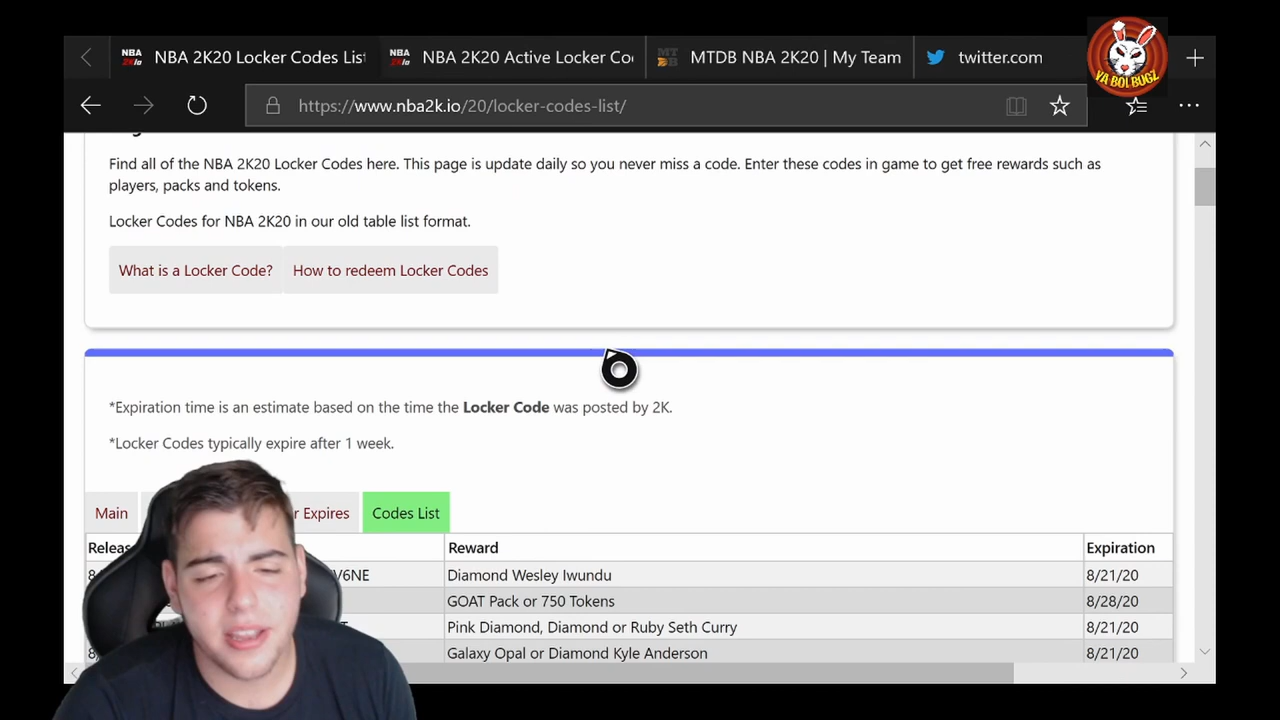 NBA 2K20 Locker Codes List
NBA 2K20 Active Locker Co
MTDB NBA 2K20 | My Team
twitter.com
YA BOI BUGZ
https://www.nba2k.io/20/locker-codes-list/
Find all of the NBA 2K20 Locker Codes here. This page is update daily so you never miss a code. Enter these codes in game to get free rewards such as
players, packs and tokens.
Locker Codes for NBA 2K20 in our old table list format.
What is a Locker Code? How to redeem Locker Codes
*Expiration time is an estimate based on the time the Locker Code was posted by 2K.
*Locker Codes typically expire after 1 week.
Main r Expires Codes List
Releas Reward Expiration
V6NE Diamond Wesley Iwundu 8/21/20
GOAT Pack or 750 Tokens 8/28/20
Pink Diamond, Diamond or Ruby Seth Curry 8/21/20
Galaxy Opal or Diamond Kyle Anderson 8/21/20